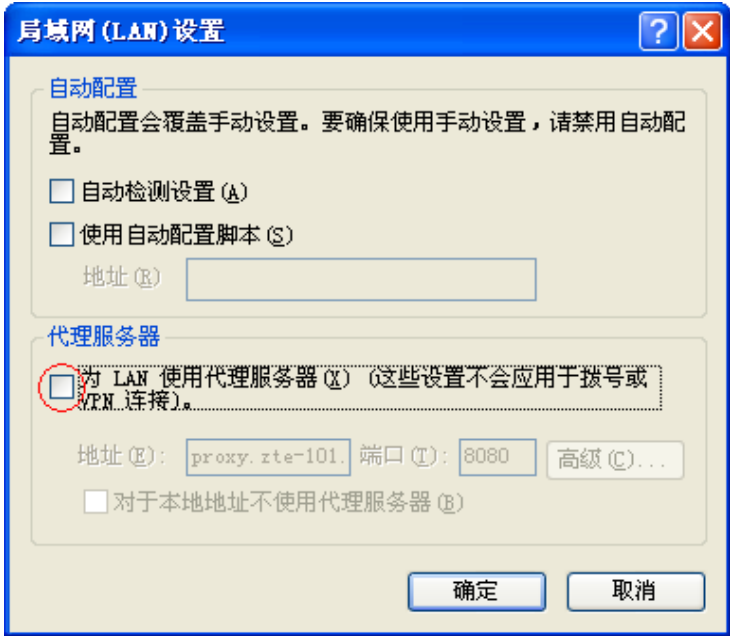 局域网(LAN)设置
自动配置
自动配置会覆盖手动设置。要确保使用手动设置，请禁用自动配
置。
自动检测设置(A)
使用自动配置脚本(S)
地址(R)
代理服务器
为 LAN 使用代理服务器(X) (这些设置不会应用于拨号或
VPN 连接)。
地址(E): proxy.zte-101. 端口(T): 8080 高级(C)...
对于本地地址不使用代理服务器(B)
确定 取消